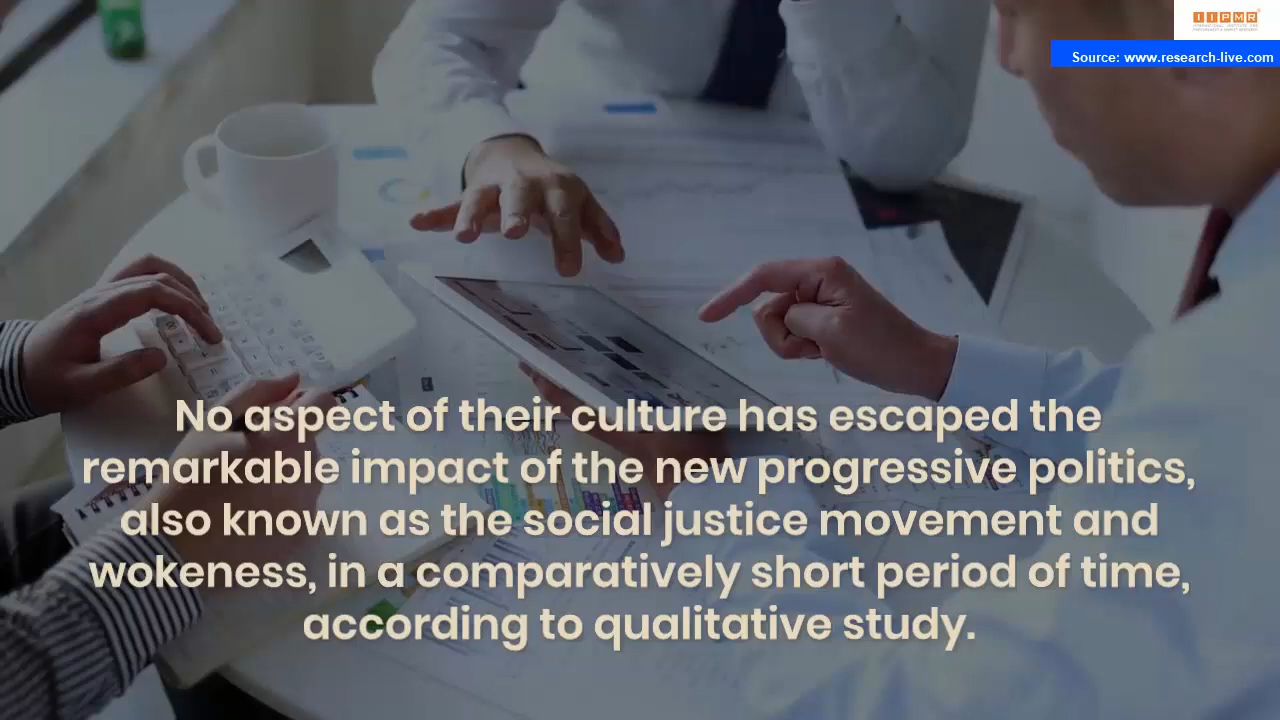 IIPMR
Source: www.research-live.com
No aspect of their culture has escaped the
remarkable impact of the new progressive politics,
also known as the social justice movement and
wokeness, in a comparatively short period of time,
according to qualitative study.